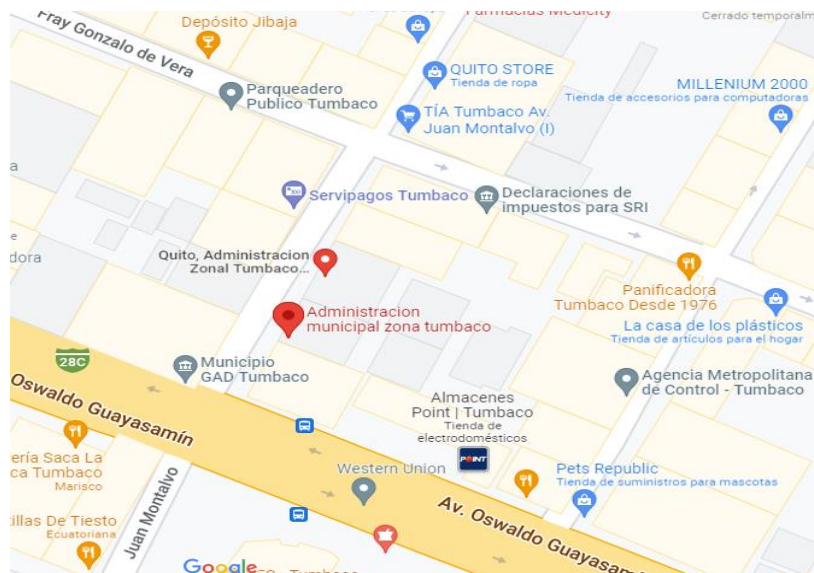 Depósito Jibaja
Farmacias Medicity
Cerrado temporalm
Fray Gonzalo de Vera
Parqueadero
Publico Tumbaco
QUITO STORE
Tienda de ropa
MILLENIUM 2000
Tienda de accesorios para computadoras
TÍA Tumbaco Av.
Juan Montalvo (I)
Servipagos Tumbaco
Declaraciones de
impuestos para SRI
a
e
dora
Quito, Administracion
Zonal Tumbaco...
Administracion
municipal zona tumbaco
Panificadora
Tumbaco Desde 1976
La casa de los plásticos
Tienda de artículos para el hogar
28C
Municipio
GAD Tumbaco
Agencia Metropolitana
de Control - Tumbaco
Oswaldo Guayasamín
Almacenes
Point | Tumbaco
Tienda de
electrodomésticos
POINT
ería Saca La
ca Tumbaco
Marisco
Western Union
Pets Republic
Tienda de suministros para mascotas
Av. Oswaldo Guayasamín
Juan Montalvo
tillas De Tiesto
Ecuatoriana
Google